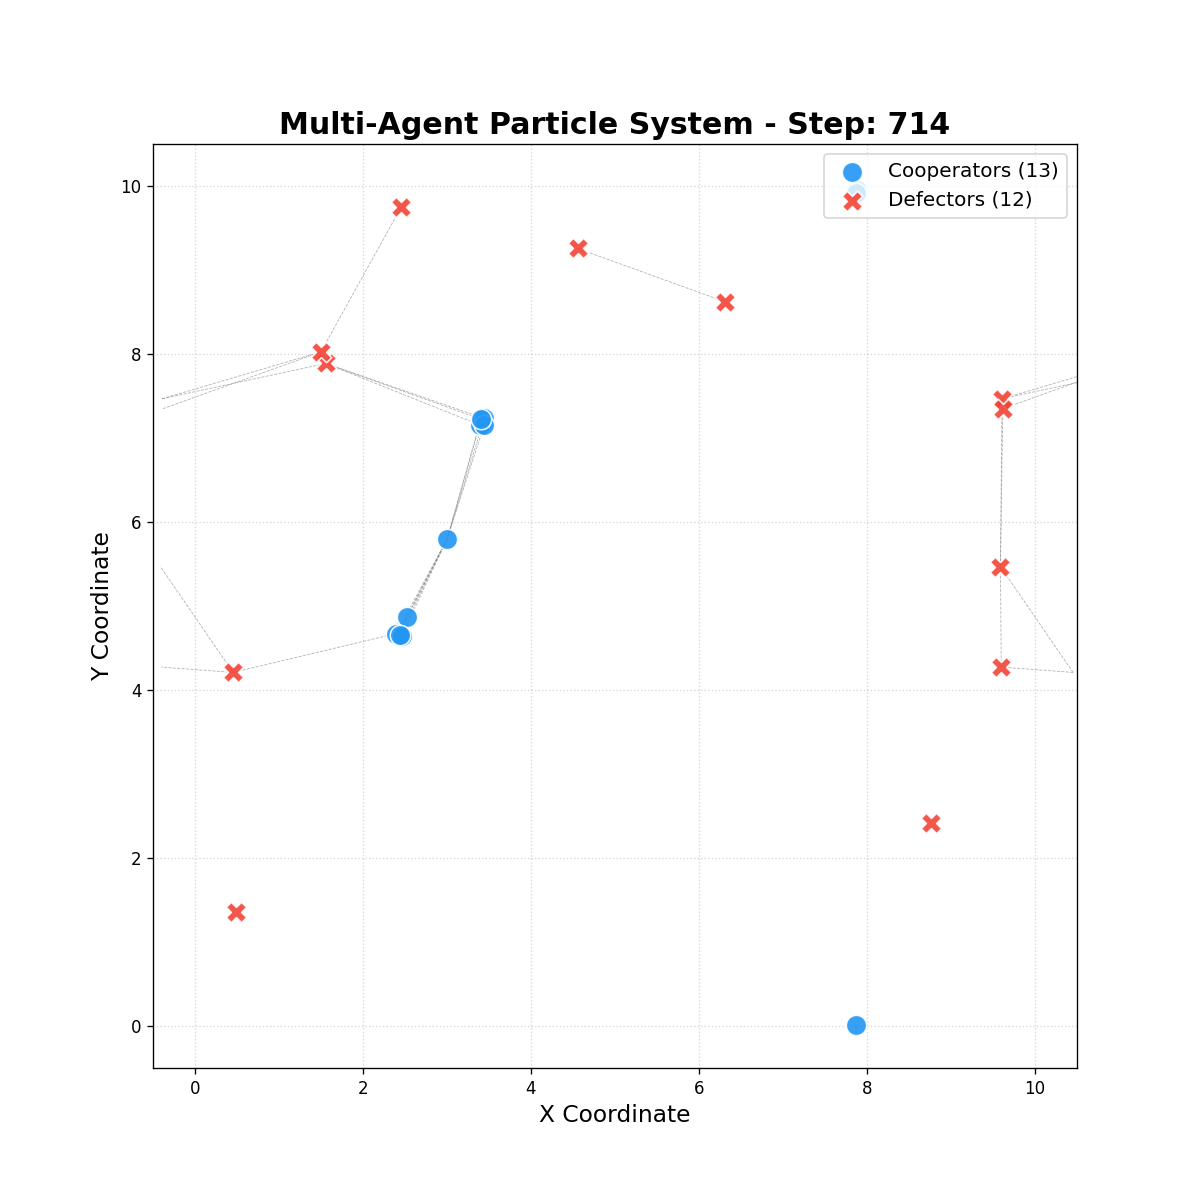 Multi-Agent Particle System - Step: 714
Cooperators (13)
Defectors (12)
10
8
6
4
2
0
Y Coordinate
0 2 4 6 8 10
X Coordinate